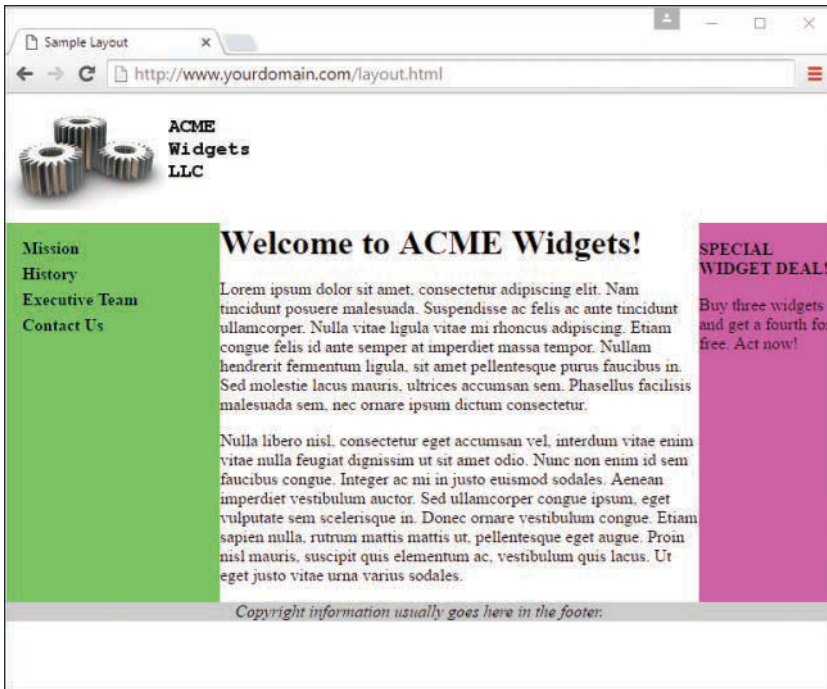 Sample Layout
http://www.yourdomain.com/layout.html
ACME
Widgets
LLC
Mission
History
Executive Team
Contact Us
Welcome to ACME Widgets!
Lorem ipsum dolor sit amet, consectetur adipiscing elit. Nam
tincidunt posuere malesuada. Suspendisse ac felis ac ante tincidunt
ullamcorper. Nulla vitae ligula vitae mi rhoncus adipiscing. Etiam
congue felis id ante semper at imperdiet massa tempor. Nullam
hendrerit fermentum ligula, sit amet pellentesque purus faucibus in.
Sed molestie lacus mauris, ultrices accumsan sem. Phasellus facilisis
malesuada sem, nec ornare ipsum dictum consectetur.
Nulla libero nisl, consectetur eget accumsan vel, interdum vitae enim
vitae nulla feugiat dignissim ut sit amet odio. Nunc non enim id sem
faucibus congue. Integer ac mi in justo euismod sodales. Aenean
imperdiet vestibulum auctor. Sed ullamcorper congue ipsum, eget
vulputate sem scelerisque in. Donec ornare vestibulum congue. Etiam
sapien nulla, rutrum mattis mattis ut, pellentesque eget augue. Proin
nisl mauris, suscipit quis elementum ac, vestibulum quis lacus. Ut
eget justo vitae urna varius sodales.
SPECIAL
WIDGET DEAL!
Buy three widgets
and get a fourth for
free. Act now!
Copyright information usually goes here in the footer.